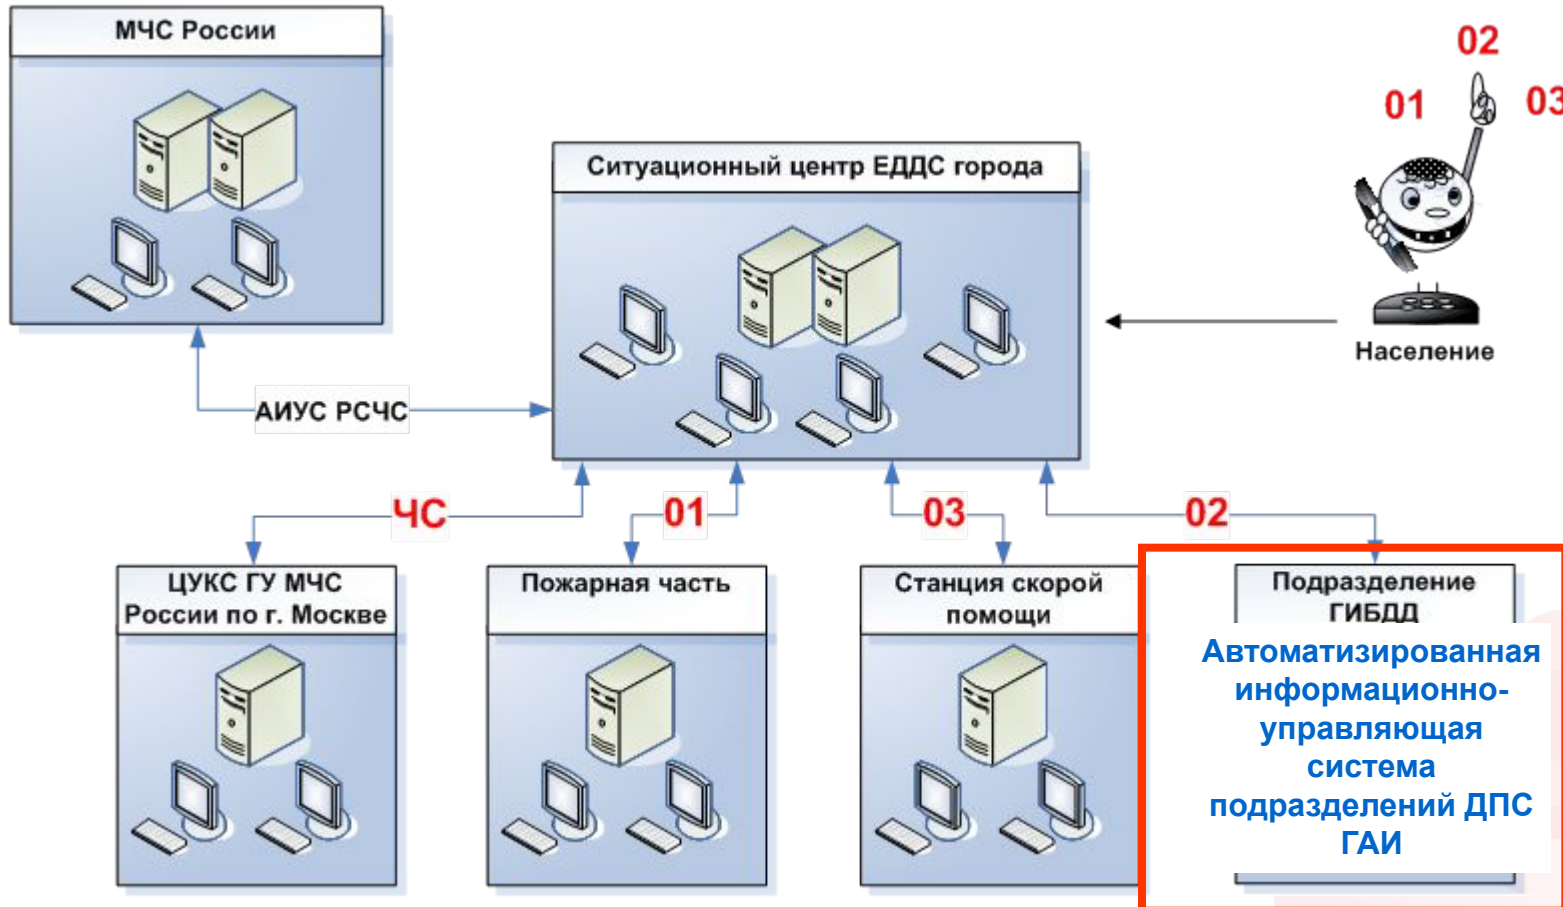 МЧС России
02
01
03
Ситуационный центр ЕДДС города
Население
АИУС РСЧС
ЧС
01
03
02
ЦУКС ГУ МЧС
России по г. Москве
Пожарная часть
Станция скорой
помощи
Подразделение
ГИБДД
Автоматизированная
информационно-
управляющая
система
подразделений ДПС
ГАИ